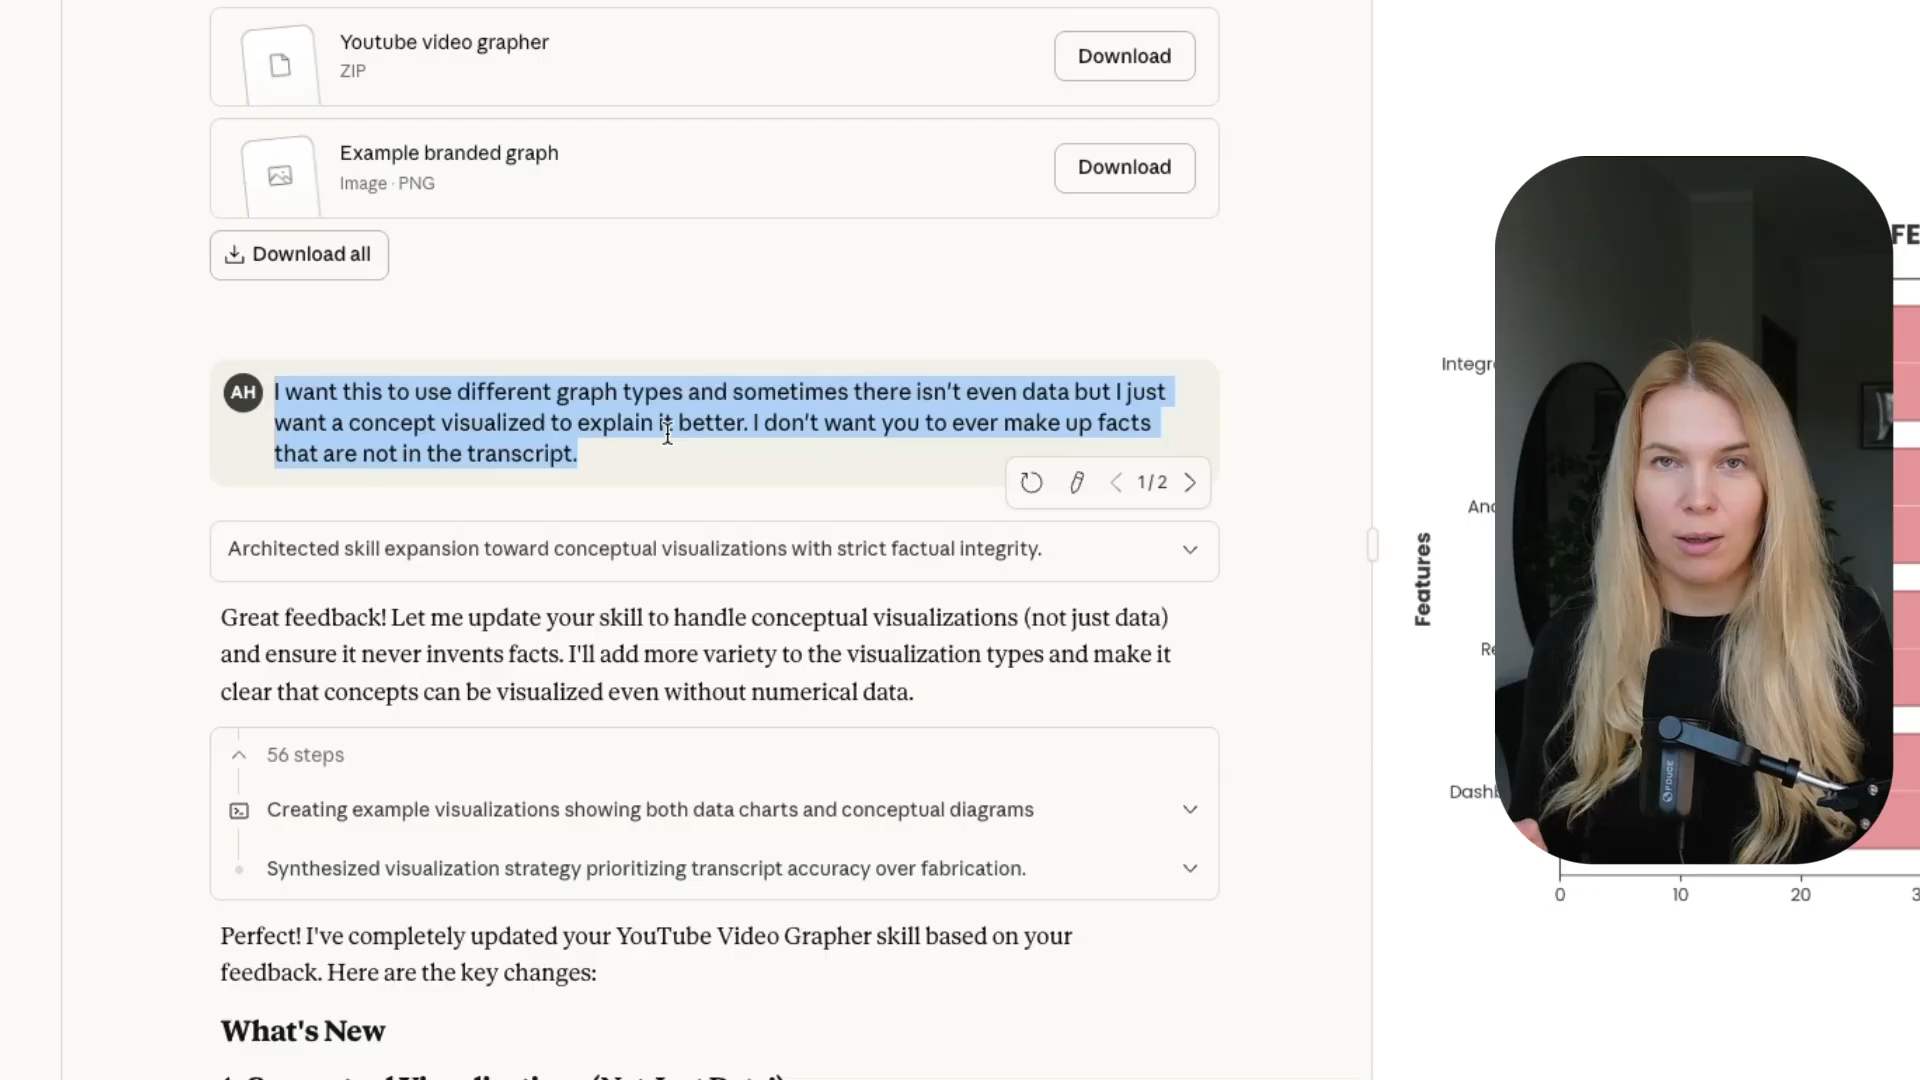 Youtube video grapher
ZIP
Download
Example branded graph
Image · PNG
Download
Download all
AH
I want this to use different graph types and sometimes there isn't even data but I just
want a concept visualized to explain it better. I don't want you to ever make up facts
that are not in the transcript.
1/2
Architected skill expansion toward conceptual visualizations with strict factual integrity.
Great feedback! Let me update your skill to handle conceptual visualizations (not just data)
and ensure it never invents facts. I'll add more variety to the visualization types and make it
clear that concepts can be visualized even without numerical data.
56 steps
Creating example visualizations showing both data charts and conceptual diagrams
Synthesized visualization strategy prioritizing transcript accuracy over fabrication.
Perfect! I've completely updated your YouTube Video Grapher skill based on your
feedback. Here are the key changes:
What's New
FE
Integr
Features
Re
Dashb
0
10
20
3
FDUCE